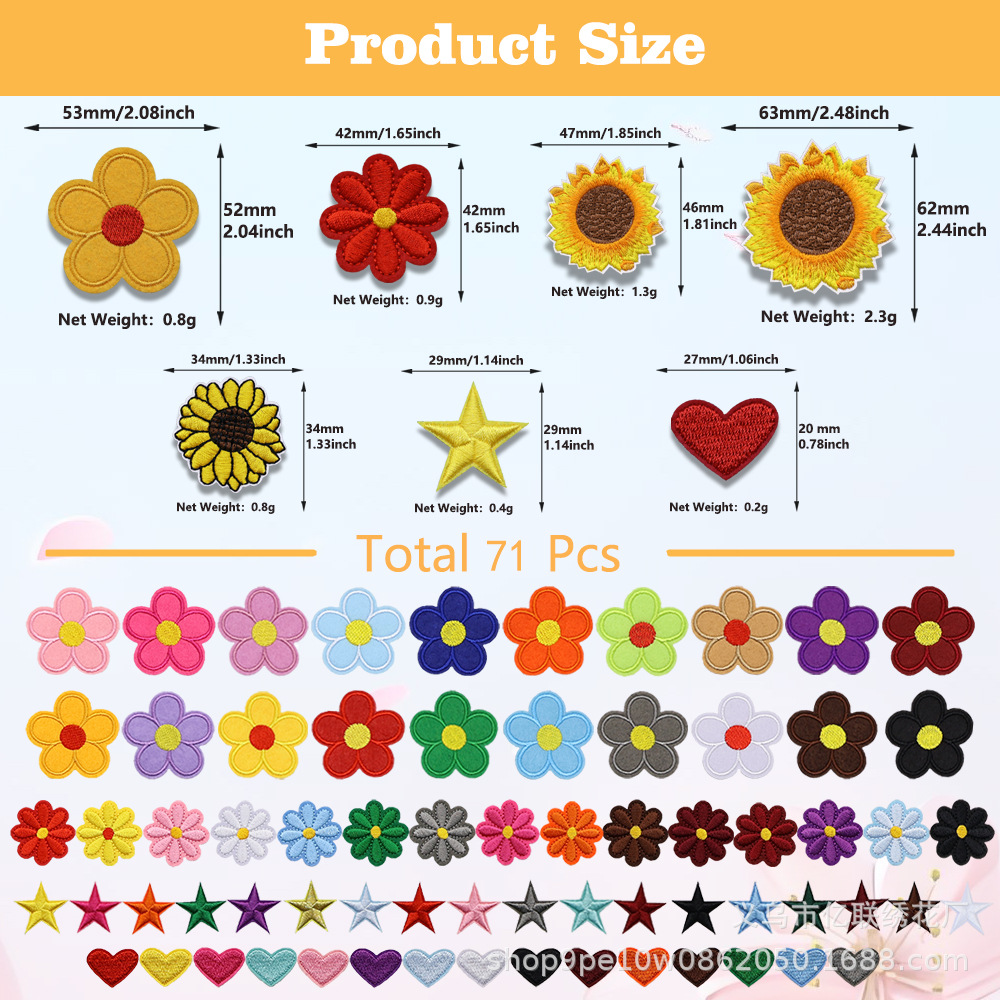 Product Size
53mm/2.08inch
52mm
2.04inch
Net Weight: 0.8g
42mm/1.65inch
42mm
1.65inch
Net Weight: 0.9g
47mm/1.85inch
46mm
1.81inch
Net Weight: 1.3g
63mm/2.48inch
62mm
2.44inch
Net Weight: 2.3g
34mm/1.33inch
34mm
1.33inch
Net Weight: 0.8g
29mm/1.14inch
29mm
1.14inch
Net Weight: 0.4g
27mm/1.06inch
20 mm
0.78inch
Net Weight: 0.2g
Total 71 Pcs
义乌市亿联绣花厂
shop9pe10w0862050.1688.com